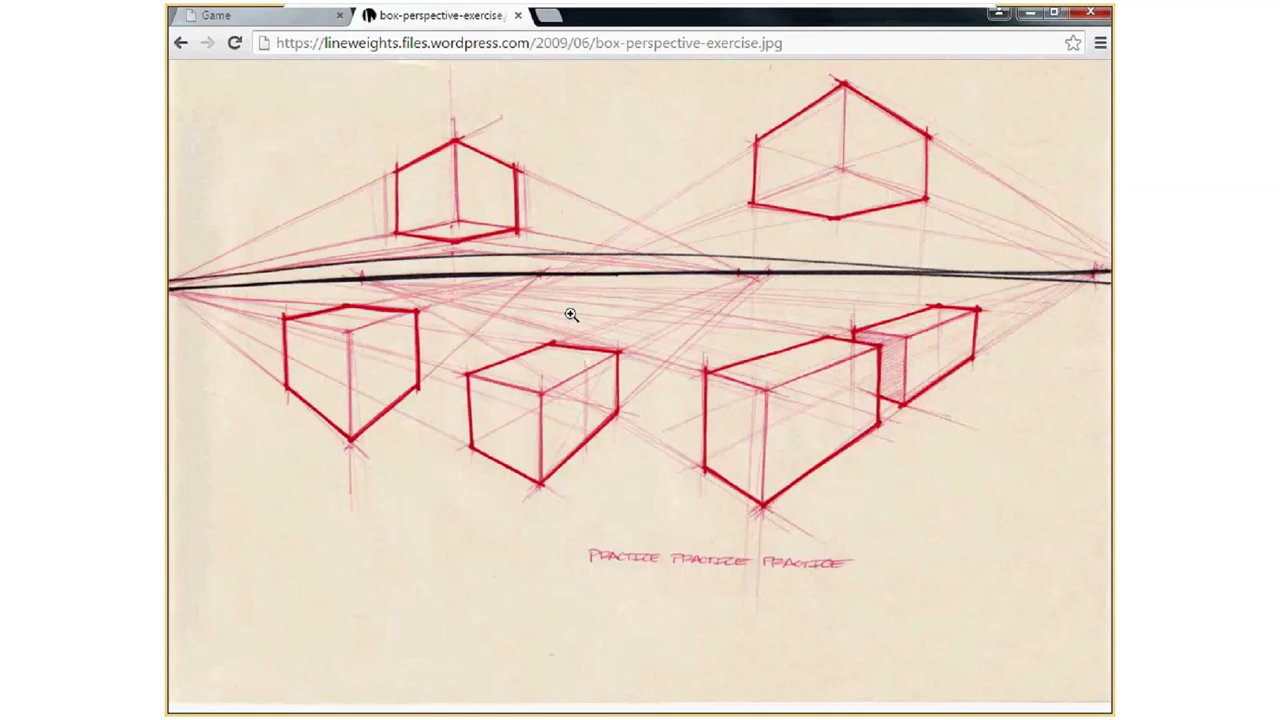 Game
box-perspective-exercise.
https://lineweights.files.wordpress.com/2009/06/box-perspective-exercise.jpg
PRACTICE PRACTICE PRACTICE